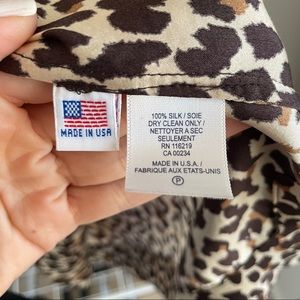 MADE IN USA
100% SILK / SOIE
DRY CLEAN ONLY /
NETTOYER A SEC
SEULEMENT
RN 116219
CA 00234
MADE IN U.S.A. /
FABRIQUE AUX ETATS-UNIS
P